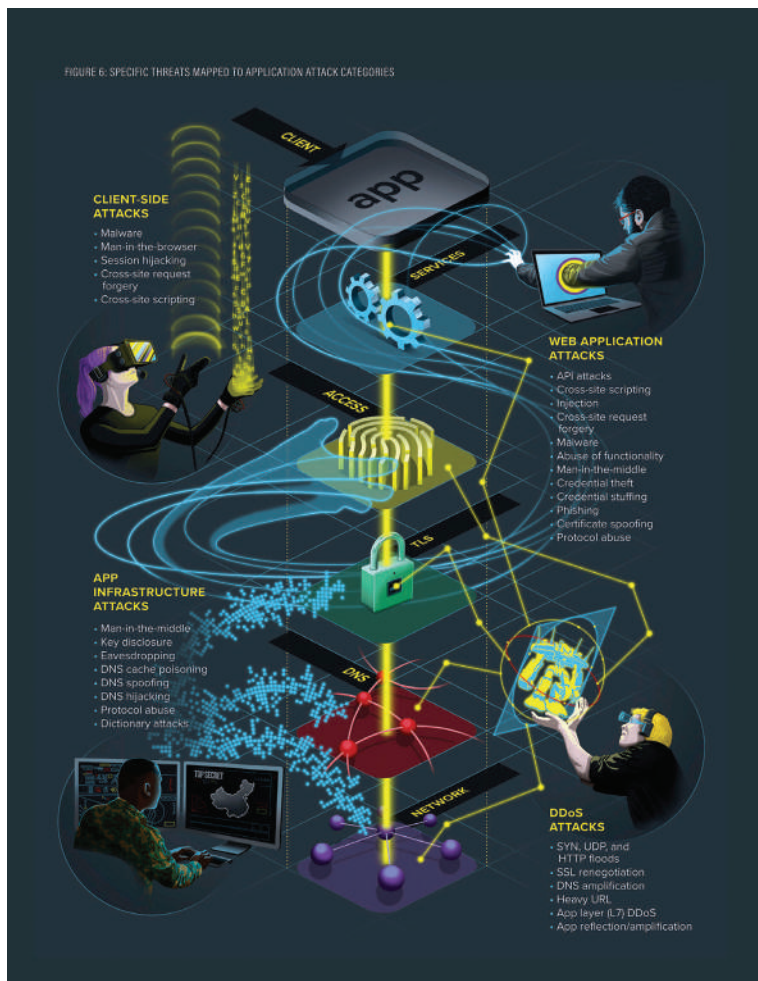 FIGURE 6: SPECIFIC THREATS MAPPED TO APPLICATION ATTACK CATEGORIES
CLIENT
app
CLIENT-SIDE
ATTACKS
• Malware
• Man-in-the-browser
• Session hijacking
• Cross-site request
forgery
• Cross-site scripting
SERVICES
WEB APPLICATION
ATTACKS
• API attacks
• Cross-site scripting
• Injection
• Cross-site request
forgery
• Malware
• Abuse of functionality
• Man-in-the-middle
• Credential theft
• Credential stuffing
• Phishing
• Certificate spoofing
• Protocol abuse
ACCESS
TLS
APP
INFRASTRUCTURE
ATTACKS
• Man-in-the-middle
• Key disclosure
• Eavesdropping
• DNS cache poisoning
• DNS spoofing
• DNS hijacking
• Protocol abuse
• Dictionary attacks
DNS
TOP SECRET
NETWORK
DDoS
ATTACKS
• SYN, UDP, and
HTTP floods
• SSL renegotiation
• DNS amplification
• Heavy URL
• App layer (L7) DDoS
• App reflection/amplification